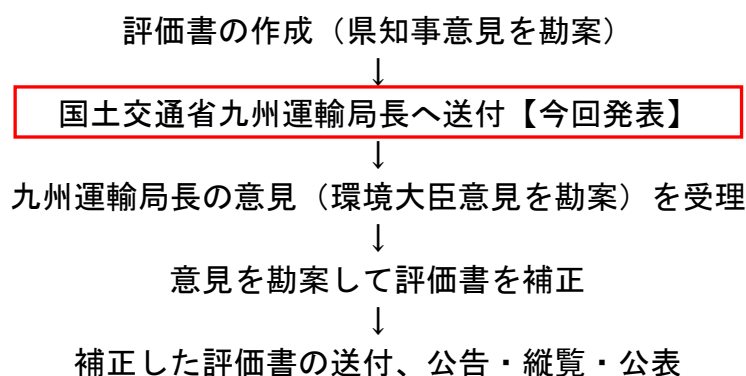 評価書の作成（県知事意見を勘案）
↓
国土交通省九州運輸局長へ送付【今回発表】
↓
九州運輸局長の意見（環境大臣意見を勘案）を受理
↓
意見を勘案して評価書を補正
↓
補正した評価書の送付、公告・縦覧・公表